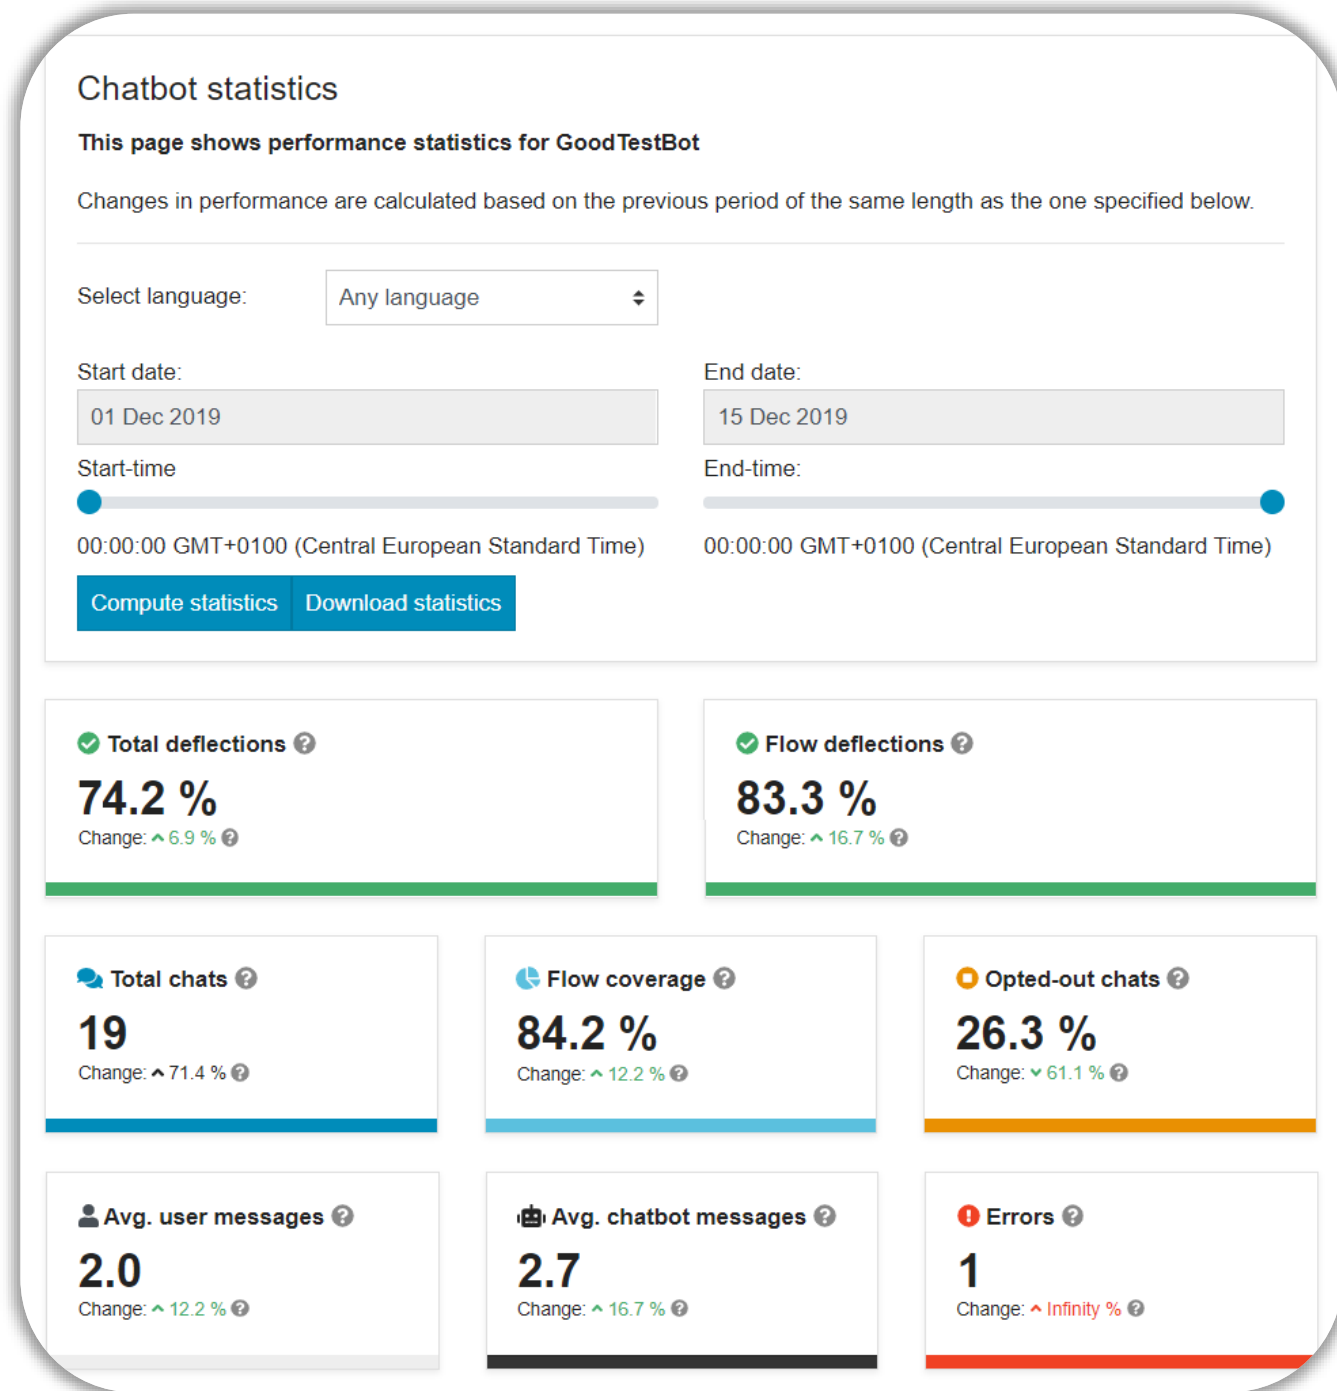 Chatbot statistics
This page shows performance statistics for GoodTestBot
Changes in performance are calculated based on the previous period of the same length as the one specified below.
Select language: Any language
Start date: End date:
01 Dec 2019 15 Dec 2019
Start-time End-time:
00:00:00 GMT+0100 (Central European Standard Time) 00:00:00 GMT+0100 (Central European Standard Time)
Compute statistics Download statistics
Total deflections ?
74.2 %
Change: 6.9 % ?
Flow deflections ?
83.3 %
Change: 16.7 % ?
Total chats ?
19
Change: 71.4 % ?
Flow coverage ?
84.2 %
Change: 12.2 % ?
Opted-out chats ?
26.3 %
Change: 61.1 % ?
Avg. user messages ?
2.0
Change: 12.2 % ?
Avg. chatbot messages ?
2.7
Change: 16.7 % ?
Errors ?
1
Change: Infinity % ?